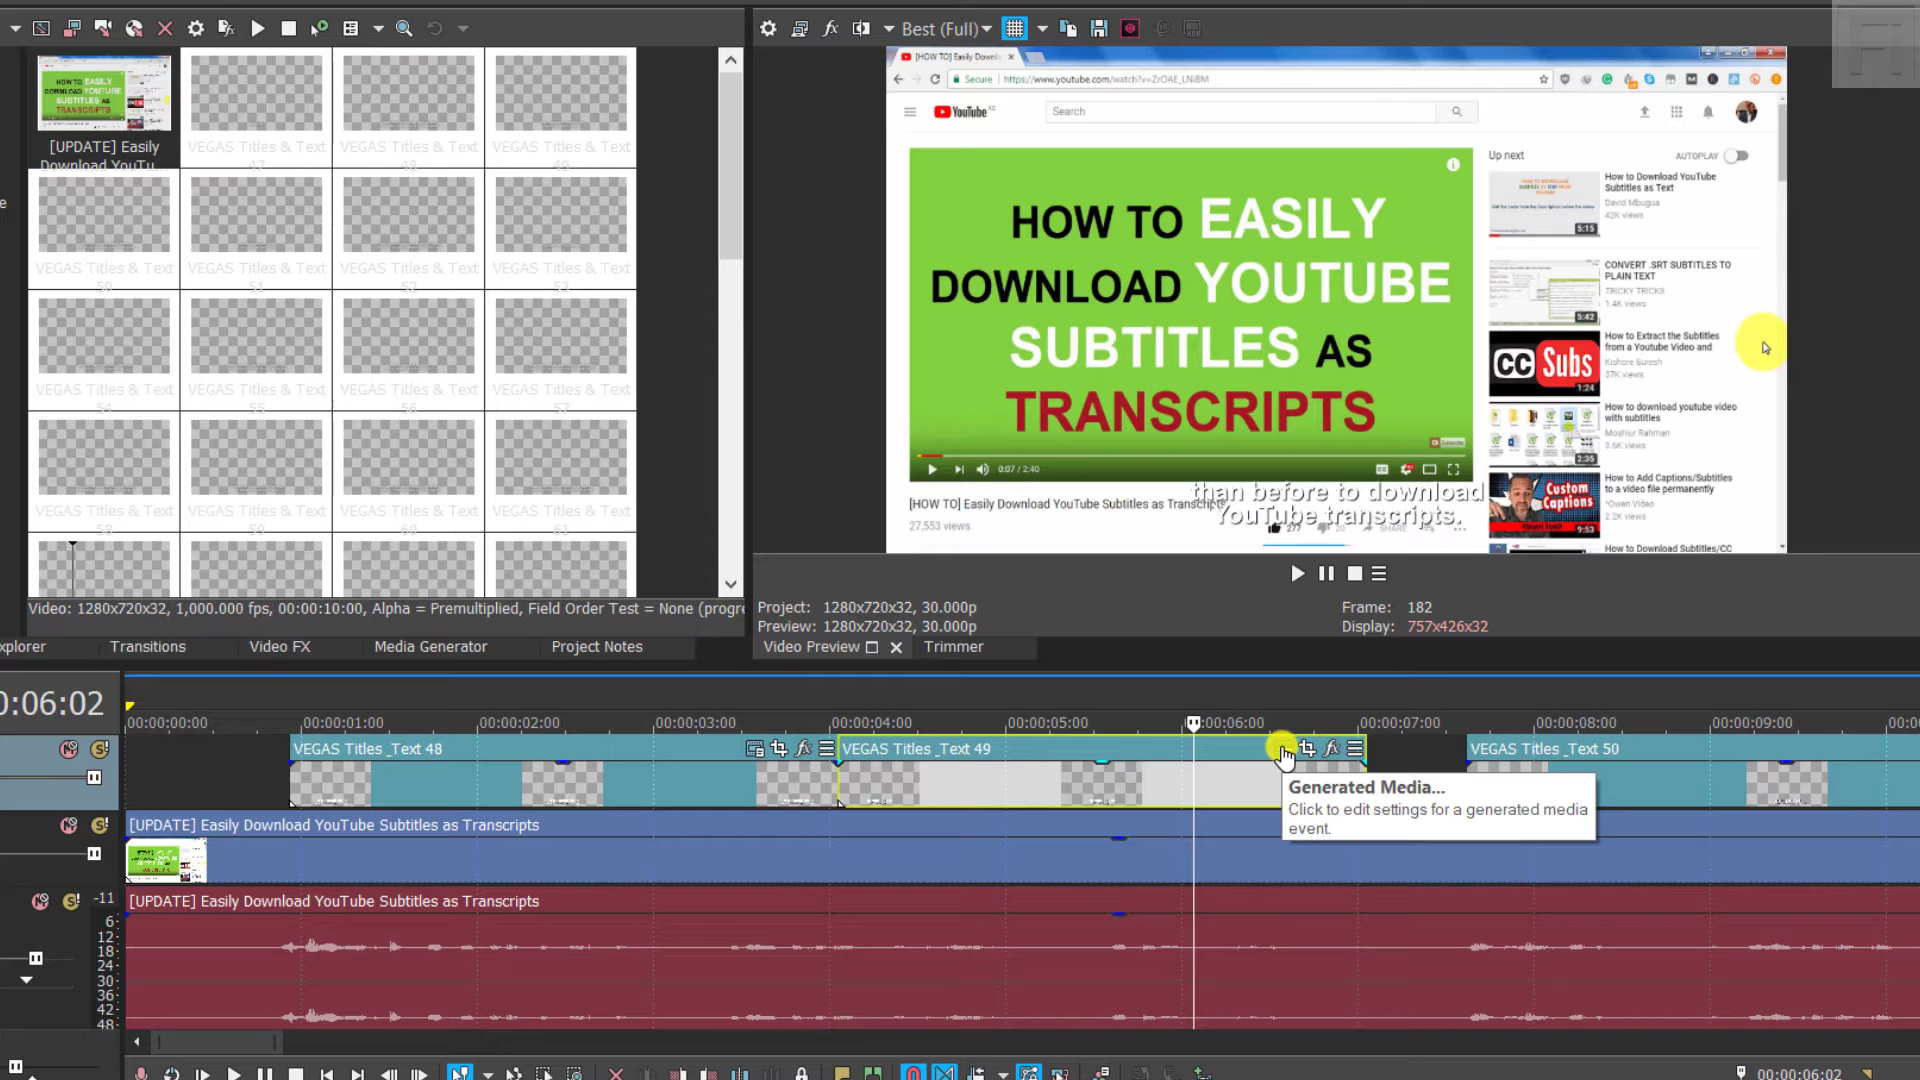 Best (Full)
[UPDATE] Easily
Download YouTu...
VEGAS Titles & Text
47
VEGAS Titles & Text
48
VEGAS Titles & Text
49
VEGAS Titles & Text
50
VEGAS Titles & Text
51
VEGAS Titles & Text
52
VEGAS Titles & Text
53
VEGAS Titles & Text
54
VEGAS Titles & Text
55
VEGAS Titles & Text
56
VEGAS Titles & Text
57
58
59
60
61
Video: 1280x720x32, 1,000.000 fps, 00:00:10:00, Alpha = Premultiplied, Field Order Test = None (progre
xplorer
Transitions
Video FX
Media Generator
Project Notes
[HOW TO] Easily Downlo
Secure
https://www.youtube.com/watch?v=ZrOAE_LNiBM
YouTube
Search
HOW TO EASILY
DOWNLOAD YOUTUBE
SUBTITLES AS
TRANSCRIPTS
Subscribe
0:07 / 2:40
than before to download
YouTube transcripts.
[HOW TO] Easily Download YouTube Subtitles as Transcripts
27,553 views
277
20
SHARE
Up next
AUTOPLAY
How to Download YouTube
Subtitles as Text
David Mbugua
42K views
5:15
CONVERT .SRT SUBTITLES TO
PLAIN TEXT
TRICKY TRICKS
1.4K views
5:42
How to Extract the Subtitles
from a Youtube Video and
Kishore Suresh
37K views
CC Subs
1:24
How to download youtube video
with subtitles
Moshiur Rahman
3.6K views
2:35
How to Add Captions/Subtitles
to a video file permanently
"Owen Video"
2.2K views
Custom
Captions
9:53
How to Download Subtitles/CC
Project: 1280x720x32, 30.000p
Preview: 1280x720x32, 30.000p
Frame: 182
Display: 757x426x32
Video Preview
Trimmer
0:06:02
00:00:00:00
00:00:01:00
00:00:02:00
00:00:03:00
00:00:04:00
00:00:05:00
00:00:06:00
00:00:07:00
00:00:08:00
00:00:09:00
VEGAS Titles _Text 48
VEGAS Titles _Text 49
VEGAS Titles _Text 50
Generated Media...
Click to edit settings for a generated media
event.
[UPDATE] Easily Download YouTube Subtitles as Transcripts
[UPDATE] Easily Download YouTube Subtitles as Transcripts
-11
6
12
18
24
30
36
42
48
00:00:06:02